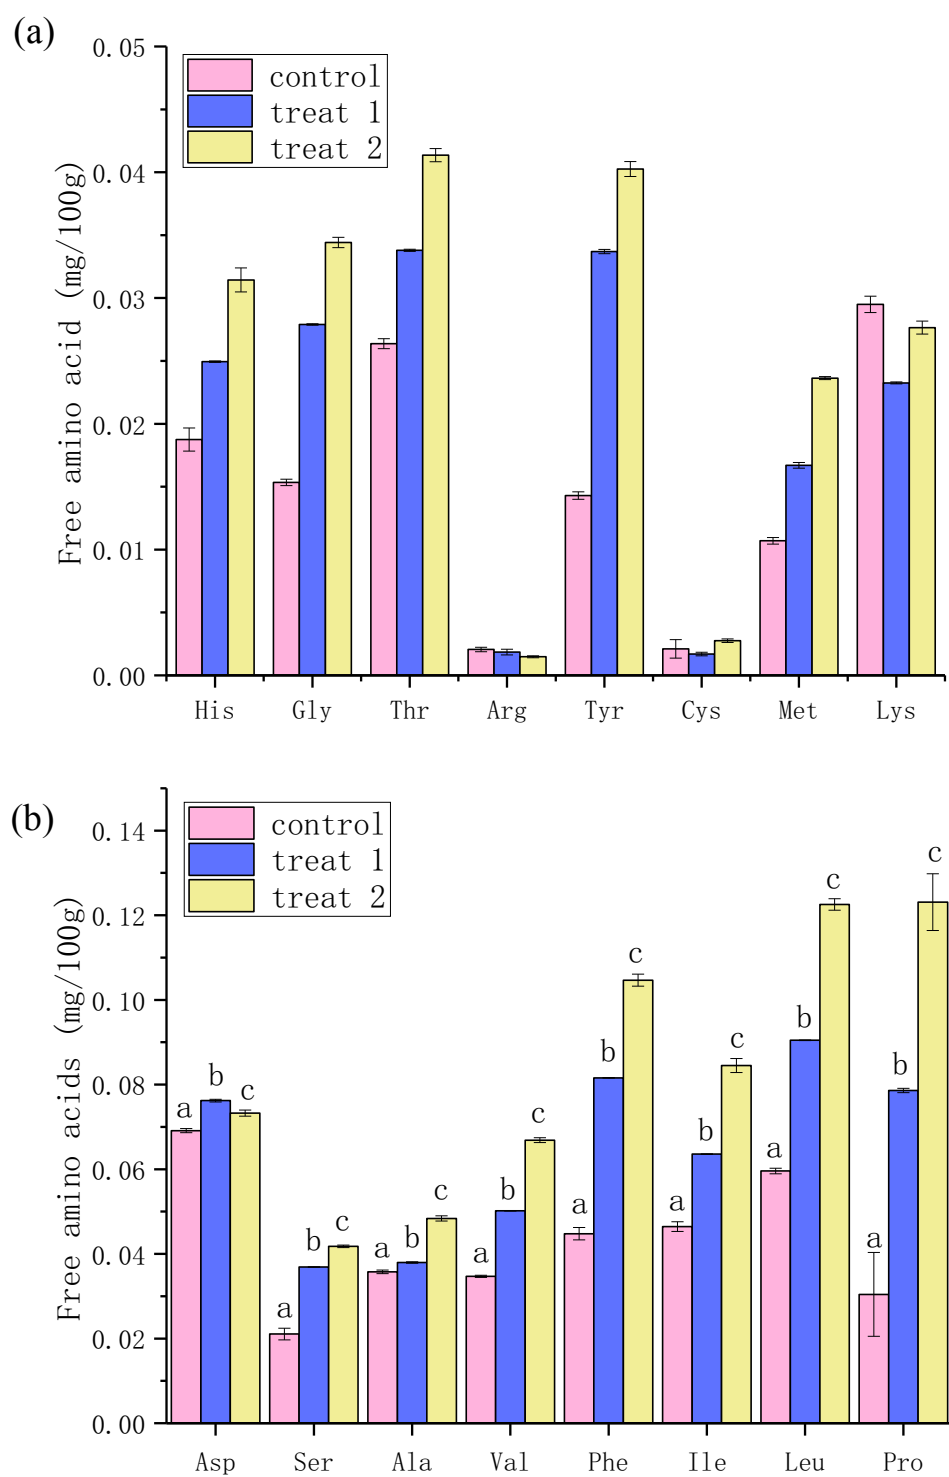 (a)
Free amino acid (mg/100g)
0.05
0.04
0.03
0.02
0.01
0.00
control
treat 1
treat 2
His Gly Thr Arg Tyr Cys Met Lys
(b)
Free amino acids (mg/100g)
0.14
0.12
0.10
0.08
0.06
0.04
0.02
0.00
control
treat 1
treat 2
a b c
a b c
a b c
a b c
a b c
a b c
a b c
a b c
Asp Ser Ala Val Phe Ile Leu Pro